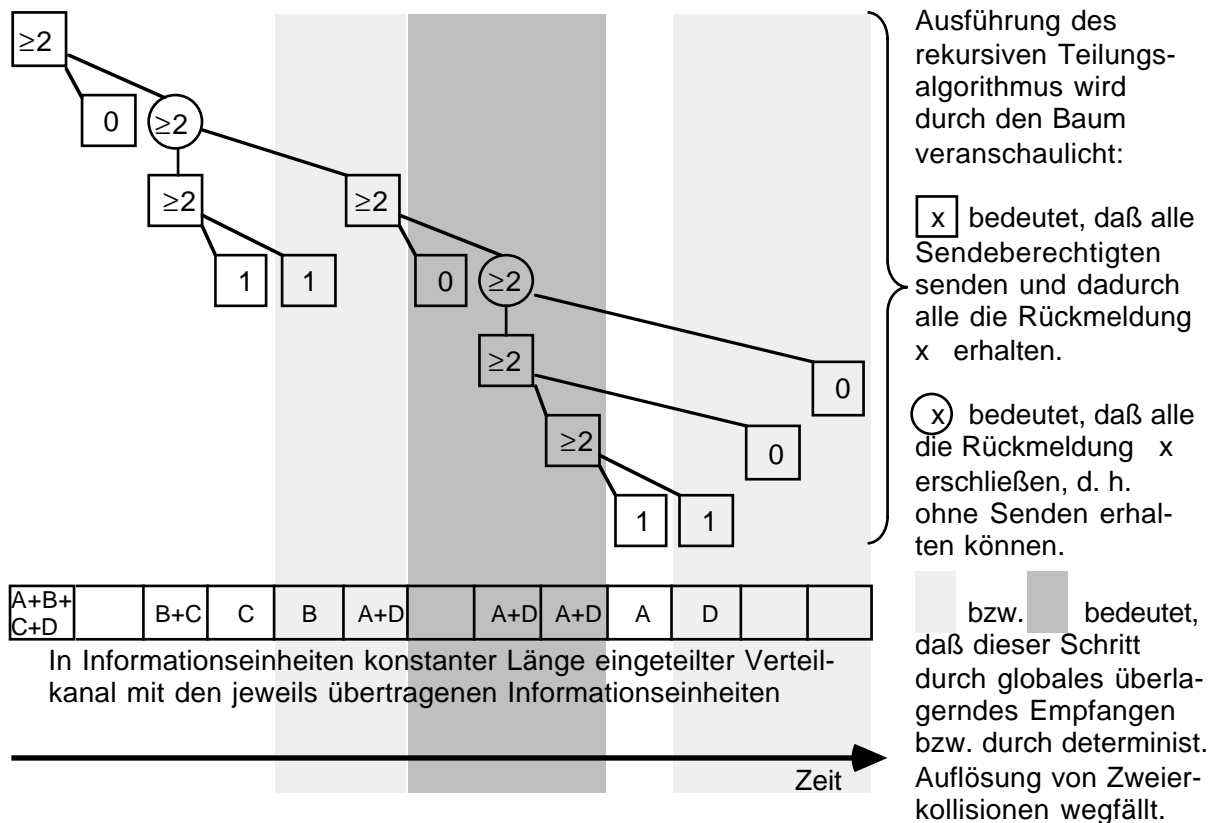 ≥2
0 ≥2
≥2 ≥2
1 1 0 ≥2
≥2
0
≥2 0
1 1
A+B+
C+D B+C C B A+D A+D A+D A D
In Informationseinheiten konstanter Länge eingeteilter Verteil-
kanal mit den jeweils übertragenen Informationseinheiten
Zeit
Ausführung des
rekursiven Teilungs-
algorithmus wird
durch den Baum
veranschaulicht:
x bedeutet, daß alle
Sendeberechtigten
senden und dadurch
alle die Rückmeldung
x erhalten.
x bedeutet, daß alle
die Rückmeldung x
erschließen, d. h.
ohne Senden erhal-
ten können.
bzw. bedeutet,
daß dieser Schritt
durch globales überla-
gerndes Empfangen
bzw. durch determinist.
Auflösung von Zweier-
kollisionen wegfällt.